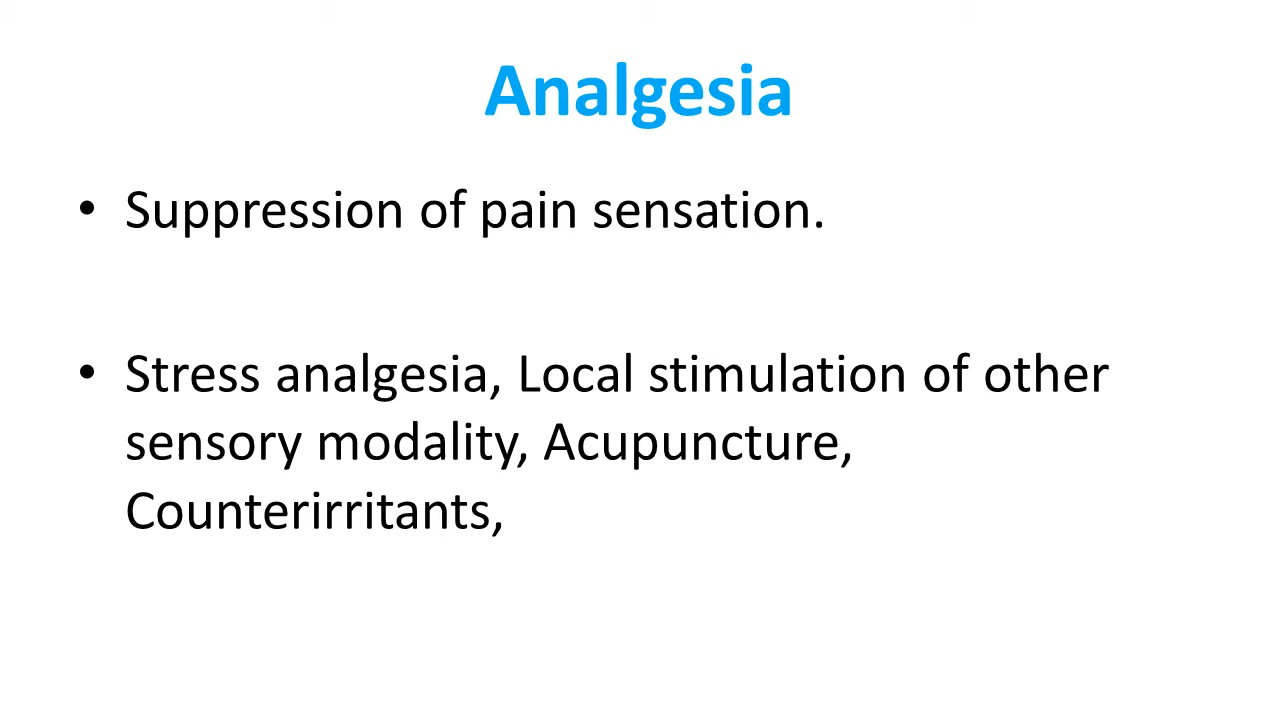 Analgesia
• Suppression of pain sensation.
• Stress analgesia, Local stimulation of other
sensory modality, Acupuncture,
Counterirritants,